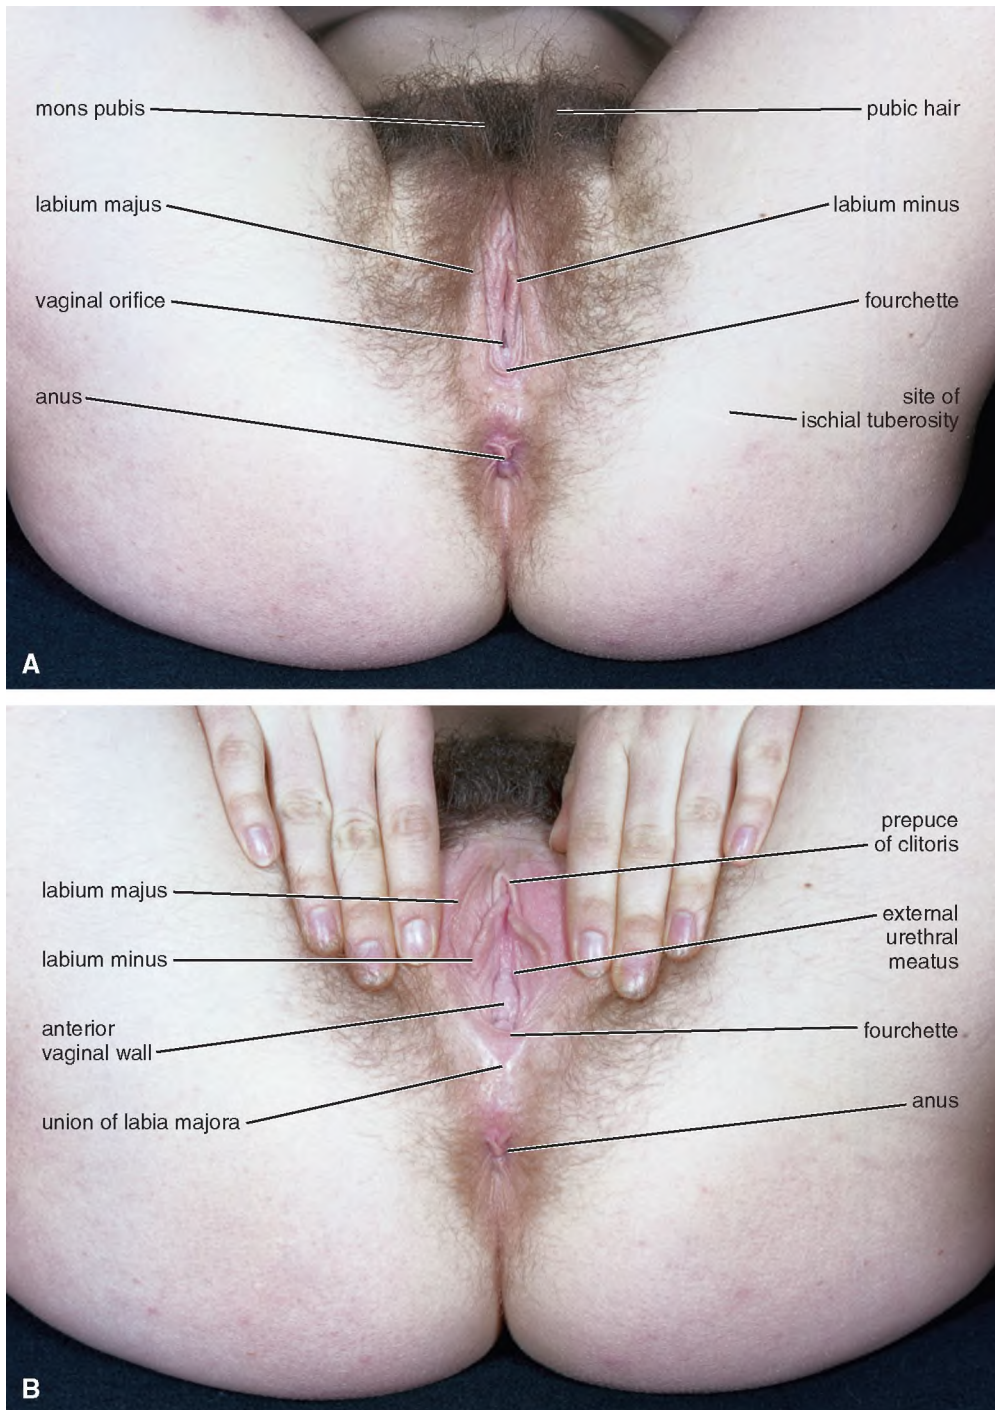 mons pubis
pubic hair
labium majus
labium minus
vaginal orifice
fourchette
anus
site of
ischial tuberosity
A
prepuce
of clitoris
labium majus
external
urethral
meatus
labium minus
anterior
vaginal wall
fourchette
union of labia majora
anus
B